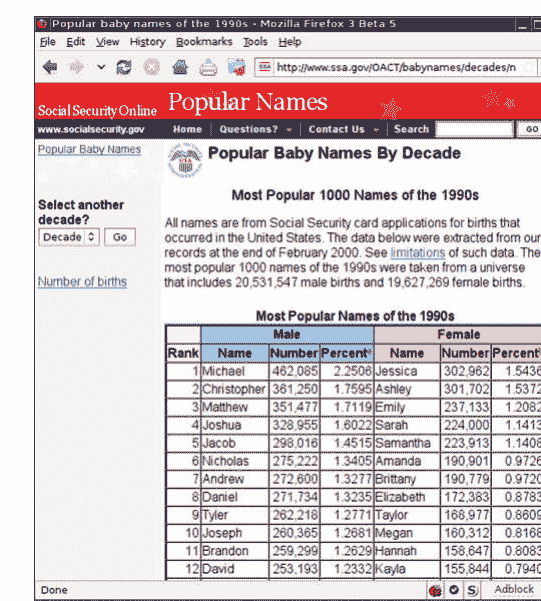 Popular baby names of the 1990s - Mozilla Firefox 3 Beta 5
File Edit View History Bookmarks Tools Help
http://www.ssa.gov/OACT/babynames/decades/n
Social Security Online Popular Names
www.socialsecurity.gov Home Questions? Contact Us Search GO
Popular Baby Names
Popular Baby Names By Decade
Select another
decade?
Decade Go
Number of births
Most Popular 1000 Names of the 1990s
All names are from Social Security card applications for births that
occurred in the United States. The data below were extracted from our
records at the end of February 2000. See limitations of such data. The
most popular 1000 names of the 1990s were taken from a universe
that includes 20,531,547 male births and 19,627,269 female births.
Most Popular Names of the 1990s
Male Female
Rank Name Number Percent Name Number Percent
1 Michael 462,085 2.2506 Jessica 302,962 1.5436
2 Christopher 361,250 1.7595 Ashley 301,702 1.5372
3 Matthew 351,477 1.7119 Emily 237,133 1.2082
4 Joshua 328,955 1.6022 Sarah 224,000 1.1413
5 Jacob 298,016 1.4515 Samantha 223,913 1.1408
6 Nicholas 275,222 1.3405 Amanda 190,901 0.9726
7 Andrew 272,600 1.3277 Brittany 190,779 0.9720
8 Daniel 271,734 1.3235 Elizabeth 172,383 0.8783
9 Tyler 262,218 1.2771 Taylor 168,977 0.8609
10 Joseph 260,365 1.2681 Megan 160,312 0.8168
11 Brandon 259,299 1.2629 Hannah 158,647 0.8083
12 David 253,193 1.2332 Kayla 155,844 0.7940
Done Adblock